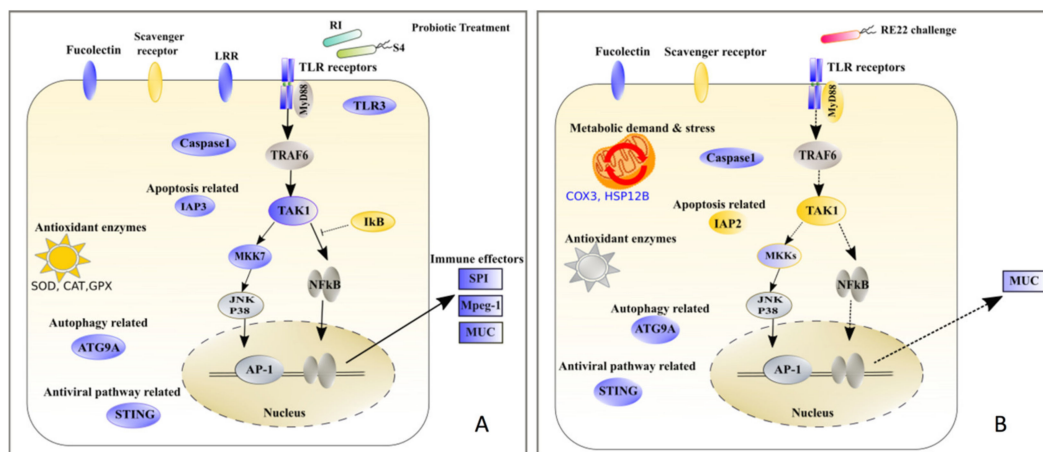 Probiotic Treatment
RI
S4
Fucolectin
Scavenger
receptor
LRR
TLR receptors
MyD88
TLR3
Caspase1
TRAF6
Apoptosis related
IAP3
TAK1
IkB
Antioxidant enzymes
SOD, CAT,GPX
MKK7
NFkB
Immune effectors
SPI
Mpeg-1
MUC
JNK
P38
Autophagy related
ATG9A
AP-1
Antiviral pathway related
STING
Nucleus
A
RE22 challenge
Fucolectin
Scavenger receptor
TLR receptors
MyD88
Metabolic demand & stress
COX3, HSP12B
Caspase1
TRAF6
Apoptosis related
IAP2
TAK1
Antioxidant enzymes
MKKs
NFkB
MUC
JNK
P38
Autophagy related
ATG9A
AP-1
Antiviral pathway related
STING
Nucleus
B